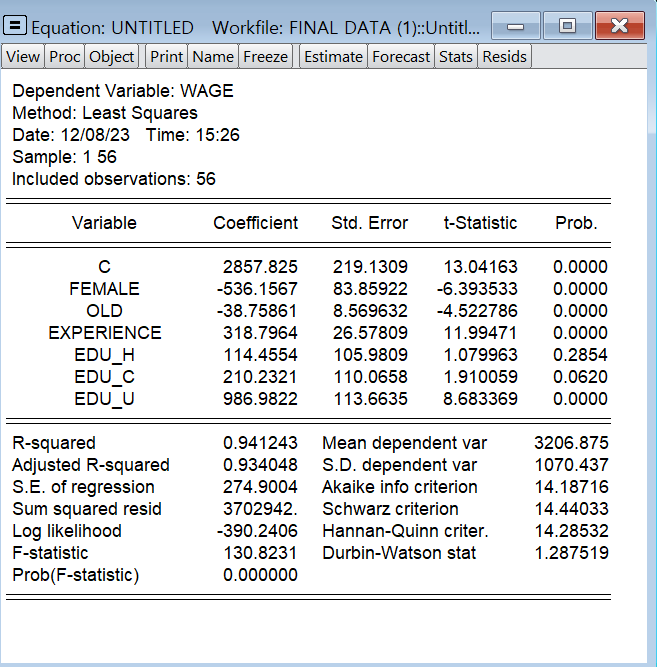 Equation: UNTITLED Workfile: FINAL DATA (1)::Untitl...
View Proc Object Print Name Freeze Estimate Forecast Stats Resids
Dependent Variable: WAGE
Method: Least Squares
Date: 12/08/23 Time: 15:26
Sample: 1 56
Included observations: 56
Variable Coefficient Std. Error t-Statistic Prob.
C 2857.825 219.1309 13.04163 0.0000
FEMALE -536.1567 83.85922 -6.393533 0.0000
OLD -38.75861 8.569632 -4.522786 0.0000
EXPERIENCE 318.7964 26.57809 11.99471 0.0000
EDU_H 114.4554 105.9809 1.079963 0.2854
EDU_C 210.2321 110.0658 1.910059 0.0620
EDU_U 986.9822 113.6635 8.683369 0.0000
R-squared 0.941243 Mean dependent var 3206.875
Adjusted R-squared 0.934048 S.D. dependent var 1070.437
S.E. of regression 274.9004 Akaike info criterion 14.18716
Sum squared resid 3702942. Schwarz criterion 14.44033
Log likelihood -390.2406 Hannan-Quinn criter. 14.28532
F-statistic 130.8231 Durbin-Watson stat 1.287519
Prob(F-statistic) 0.000000